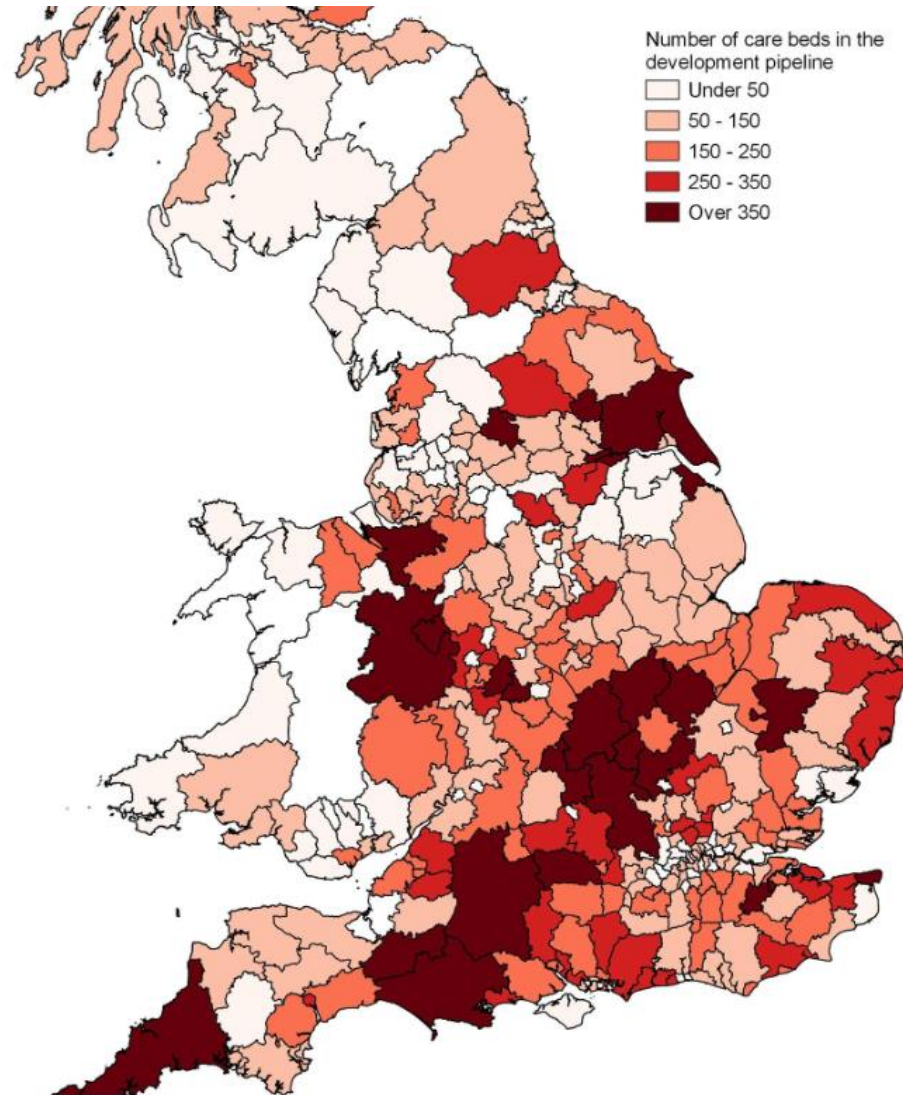 Number of care beds in the
development pipeline
Under 50
50 - 150
150 - 250
250 - 350
Over 350